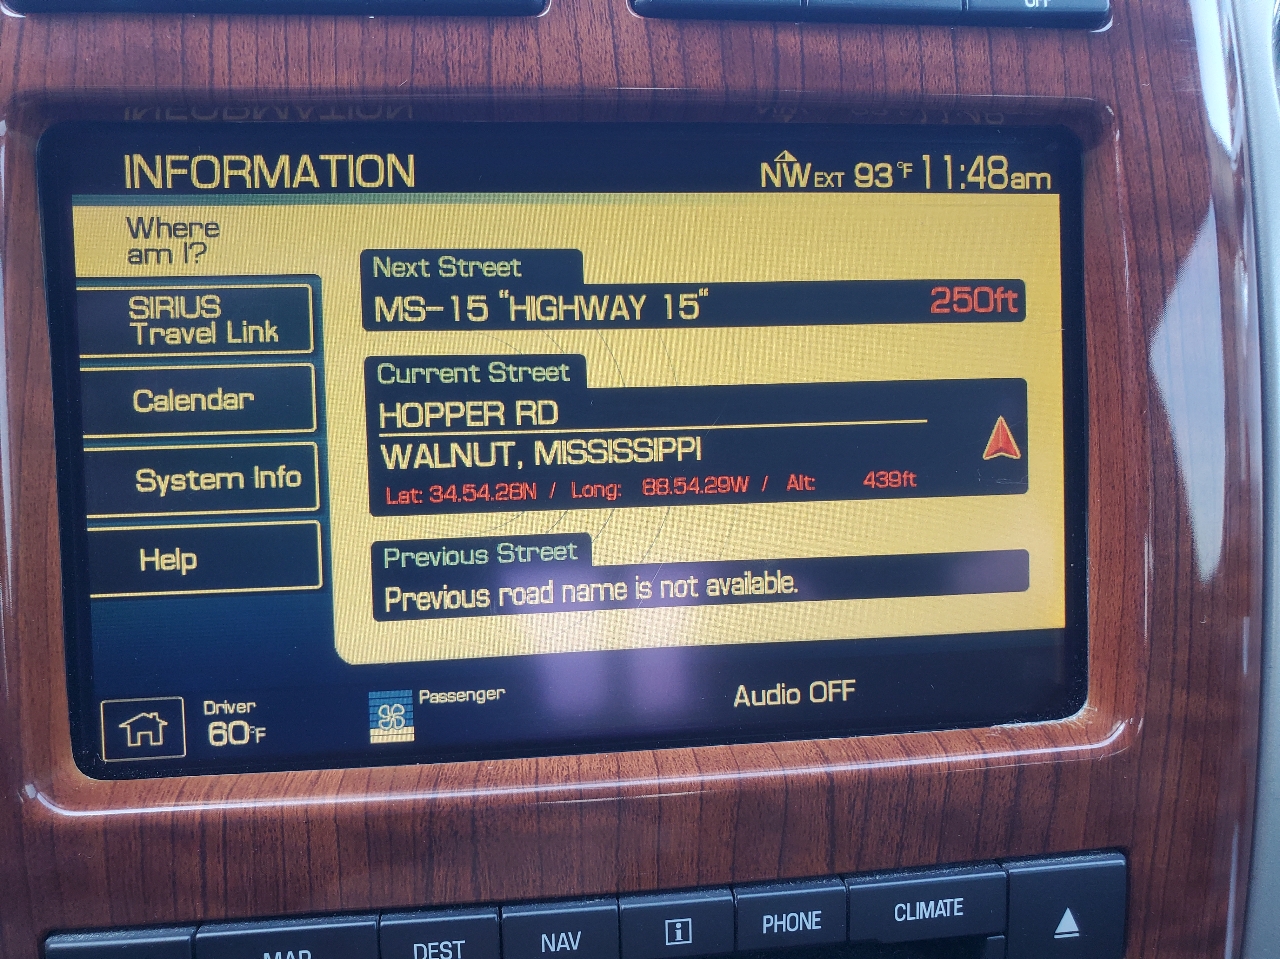 OFF
INFORMATION
NW EXT 93°F 11:48am
Where
am I?
SIRIUS
Travel Link
Calendar
System Info
Help
Next Street
MS-15 "HIGHWAY 15" 250ft
Current Street
HOPPER RD
WALNUT, MISSISSIPPI
Lat: 34.54.28N / Long: 88.54.29W / Alt: 439ft
Previous Street
Previous road name is not available.
Driver
60°F
Passenger
Audio OFF
MAP
DEST
NAV
i
PHONE
CLIMATE